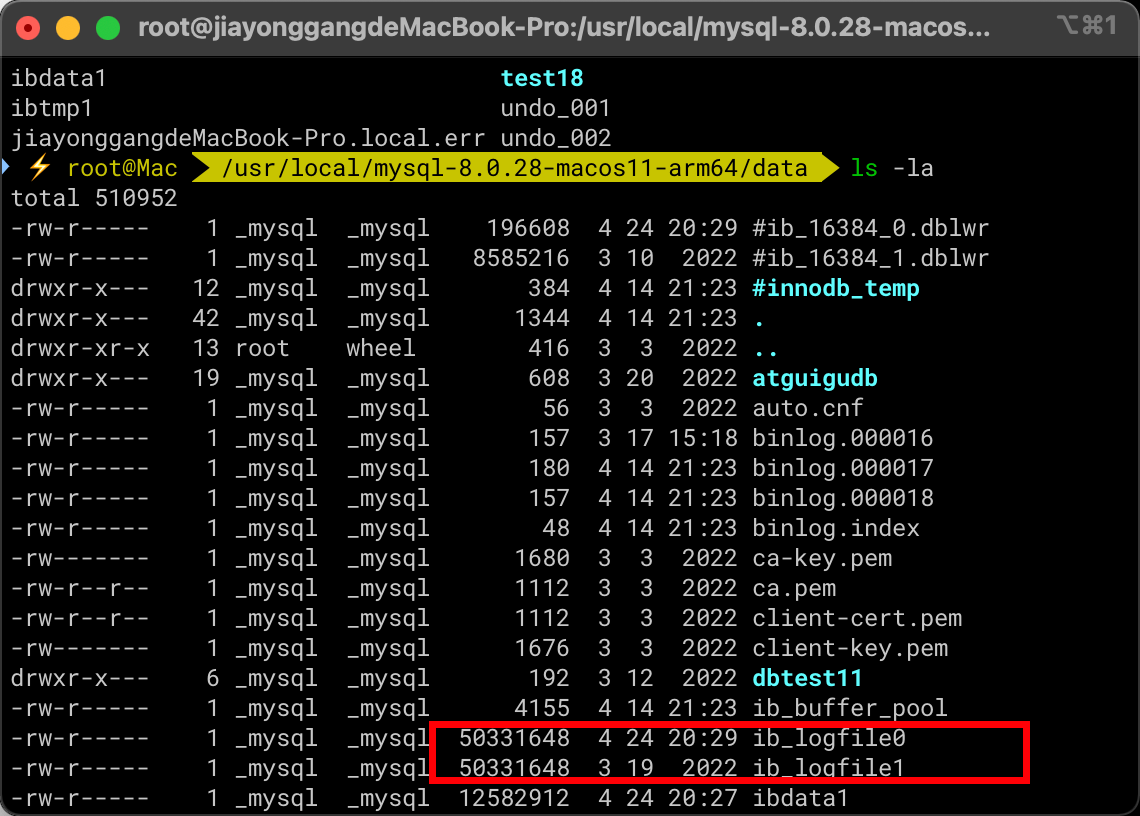 root@jiayonggangdeMacBook-Pro:/usr/local/mysql-8.0.28-macos... ⌥⌘1
ibdata1 test18
ibtmp1 undo_001
jiayonggangdeMacBook-Pro.local.err undo_002
⚡ root@Mac /usr/local/mysql-8.0.28-macos11-arm64/data ls -la
total 510952
-rw-r----- 1 _mysql _mysql 196608 4 24 20:29 #ib_16384_0.dblwr
-rw-r----- 1 _mysql _mysql 8585216 3 10 2022 #ib_16384_1.dblwr
drwxr-x--- 12 _mysql _mysql 384 4 14 21:23 #innodb_temp
drwxr-x--- 42 _mysql _mysql 1344 4 14 21:23 .
drwxr-xr-x 13 root wheel 416 3 3 2022 ..
drwxr-x--- 19 _mysql _mysql 608 3 20 2022 atguigudb
-rw-r----- 1 _mysql _mysql 56 3 3 2022 auto.cnf
-rw-r----- 1 _mysql _mysql 157 3 17 15:18 binlog.000016
-rw-r----- 1 _mysql _mysql 180 4 14 21:23 binlog.000017
-rw-r----- 1 _mysql _mysql 157 4 14 21:23 binlog.000018
-rw-r----- 1 _mysql _mysql 48 4 14 21:23 binlog.index
-rw------- 1 _mysql _mysql 1680 3 3 2022 ca-key.pem
-rw-r--r-- 1 _mysql _mysql 1112 3 3 2022 ca.pem
-rw-r--r-- 1 _mysql _mysql 1112 3 3 2022 client-cert.pem
-rw------- 1 _mysql _mysql 1676 3 3 2022 client-key.pem
drwxr-x--- 6 _mysql _mysql 192 3 12 2022 dbtest11
-rw-r----- 1 _mysql _mysql 4155 4 14 21:23 ib_buffer_pool
-rw-r----- 1 _mysql _mysql 50331648 4 24 20:29 ib_logfile0
-rw-r----- 1 _mysql _mysql 50331648 3 19 2022 ib_logfile1
-rw-r----- 1 _mysql _mysql 12582912 4 24 20:27 ibdata1